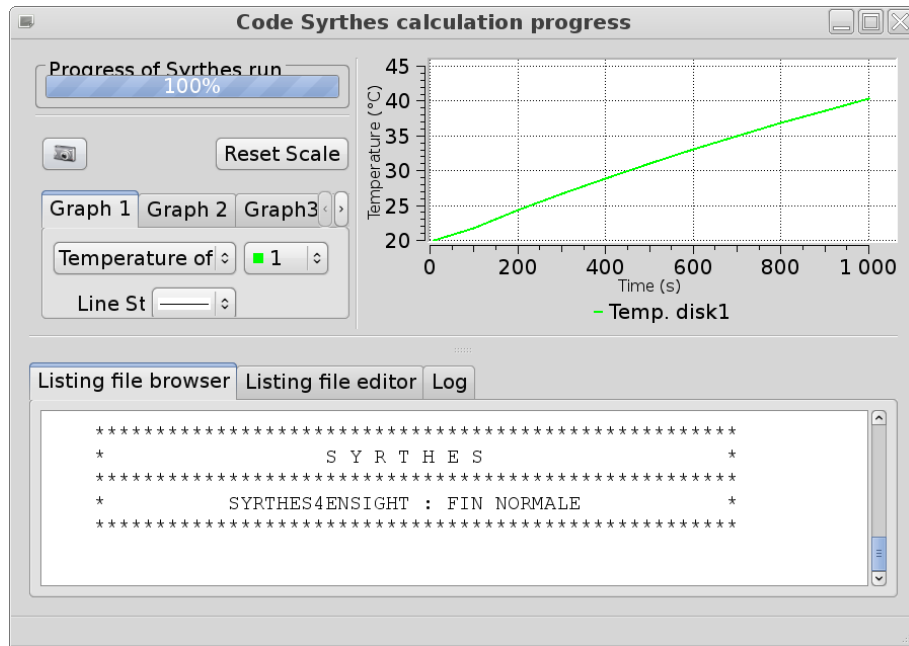 Code Syrthes calculation progress
Progress of Syrthes run
100%
Reset Scale
Graph 1 Graph 2 Graph3
Temperature of 1
Line St
45
40
35
30
25
20
Temperature (°C)
0 200 400 600 800 1 000
Time (s)
Temp. disk1
Listing file browser Listing file editor Log
*****************************************************
* S Y R T H E S *
*****************************************************
* SYRTHES4ENSIGHT : FIN NORMALE *
*****************************************************